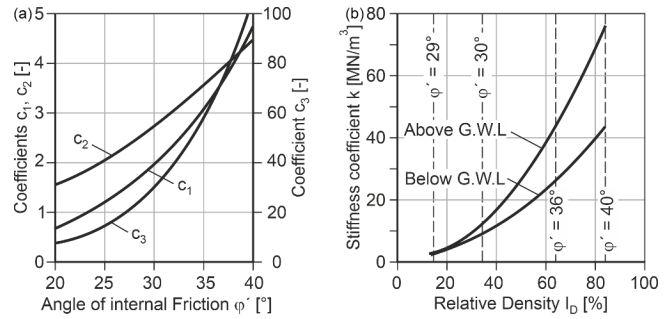 (a)
5
4
3
2
1
0
Coefficients c₁, c₂ [-]
100
80
60
40
20
0
Coefficient c₃ [-]
c₂
c₁
c₃
20 25 30 35 40
Angle of internal Friction φ´ [°]
(b)
80
60
40
20
0
Stiffness coefficient k [MN/m³]
φ´ = 29°
φ´ = 30°
Above G.W.L
Below G.W.L
φ´ = 36°
φ´ = 40°
0 20 40 60 80 100
Relative Density I_D [%]